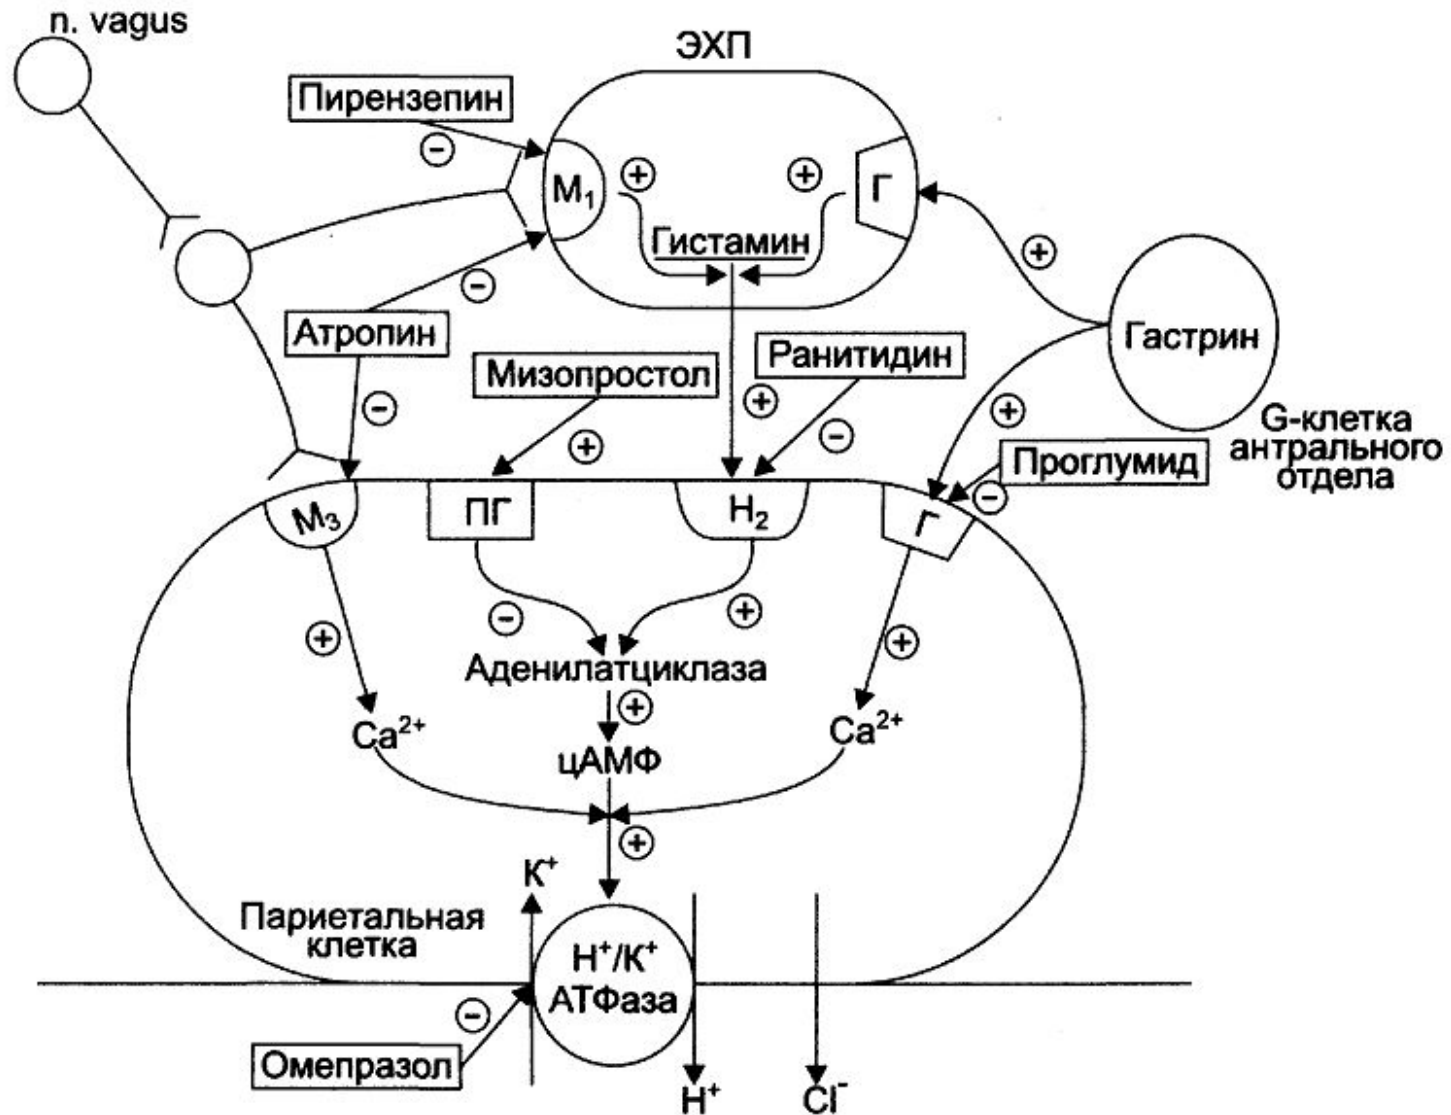 n. vagus
ЭХП
Пирензепин
−
M₁
+
+
Г
Гистамин
+
−
Атропин
Гастрин
Мизопростол
Ранитидин
−
+
+
−
+
G-клетка
антрального
отдела
Проглумид
−
M₃
ПГ
H₂
Г
+
−
+
+
Аденилатциклаза
+
Ca²⁺
Ca²⁺
цАМФ
+
K⁺
Париетальная
клетка
H⁺/K⁺
АТФаза
−
Омепразол
H⁺
Cl⁻